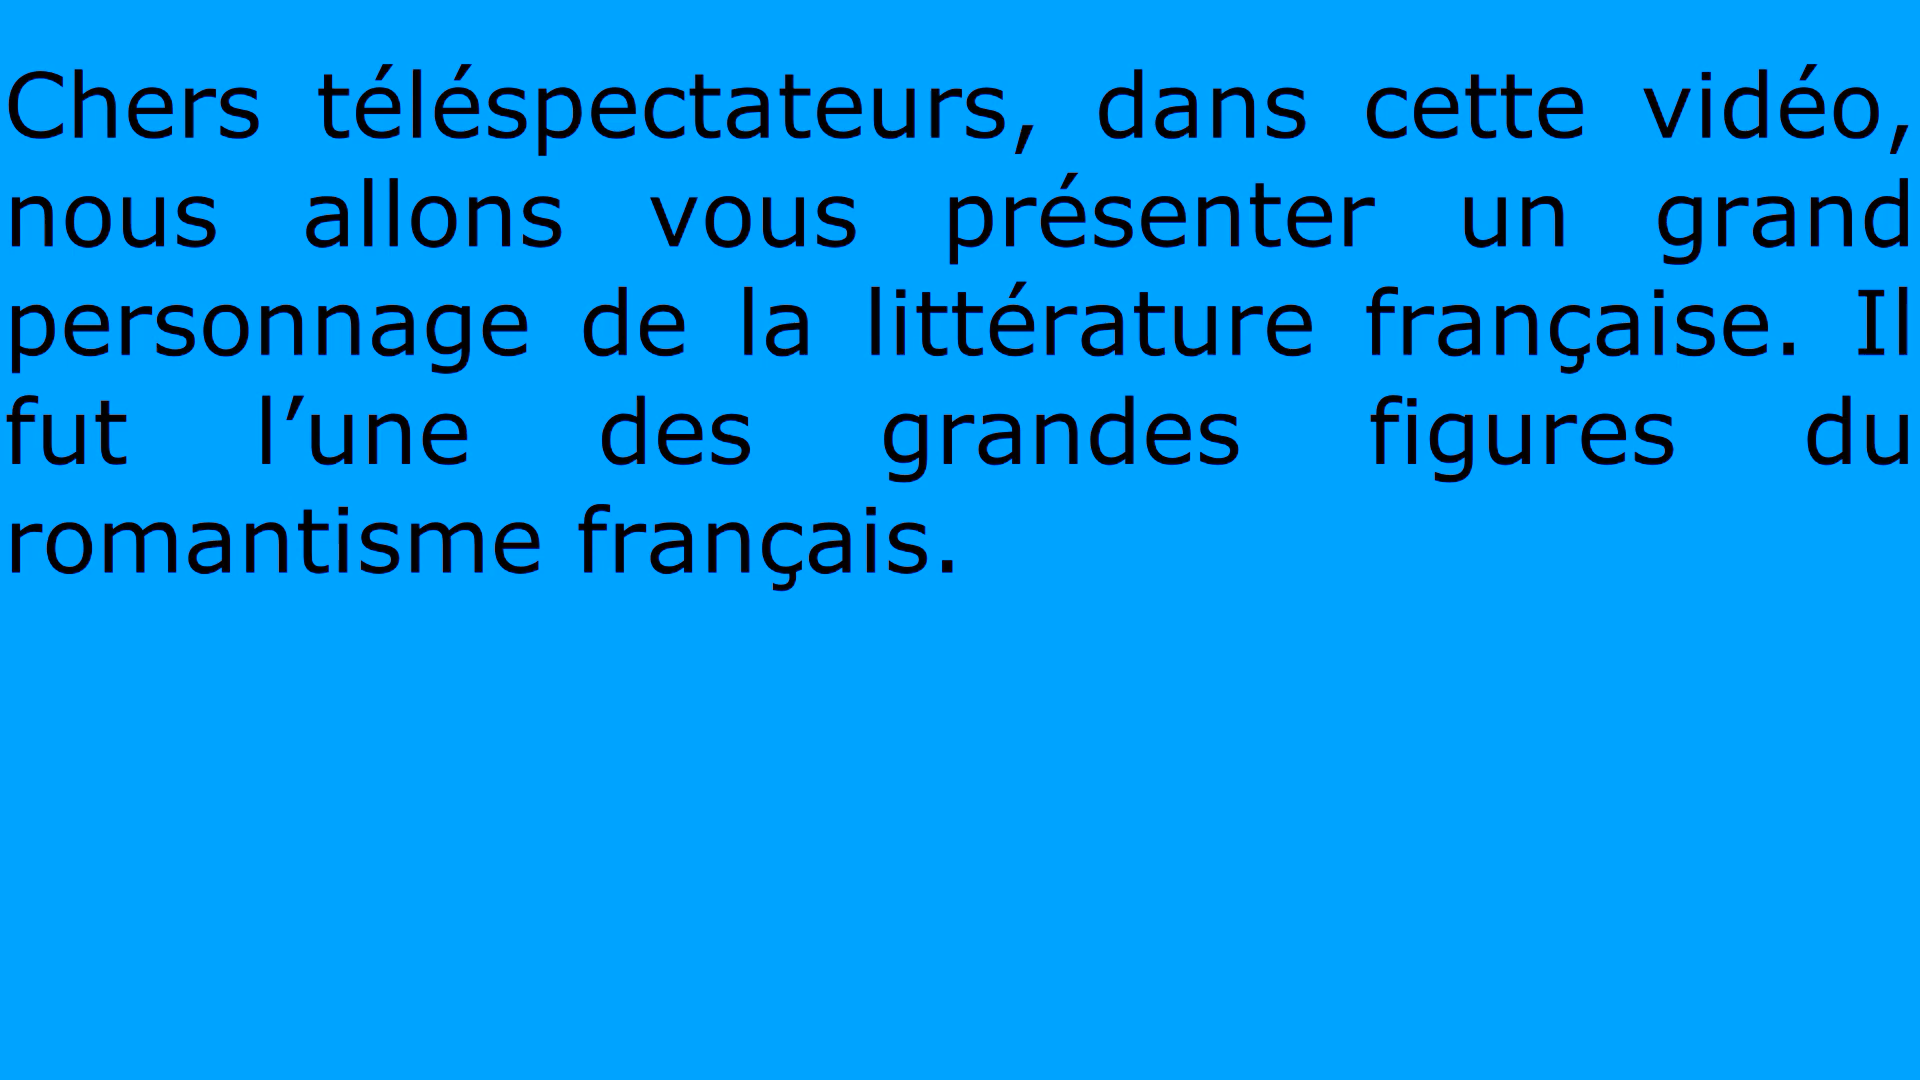 Chers téléspectateurs, dans cette vidéo,
nous allons vous présenter un grand
personnage de la littérature française. Il
fut l’une des grandes figures du
romantisme français.